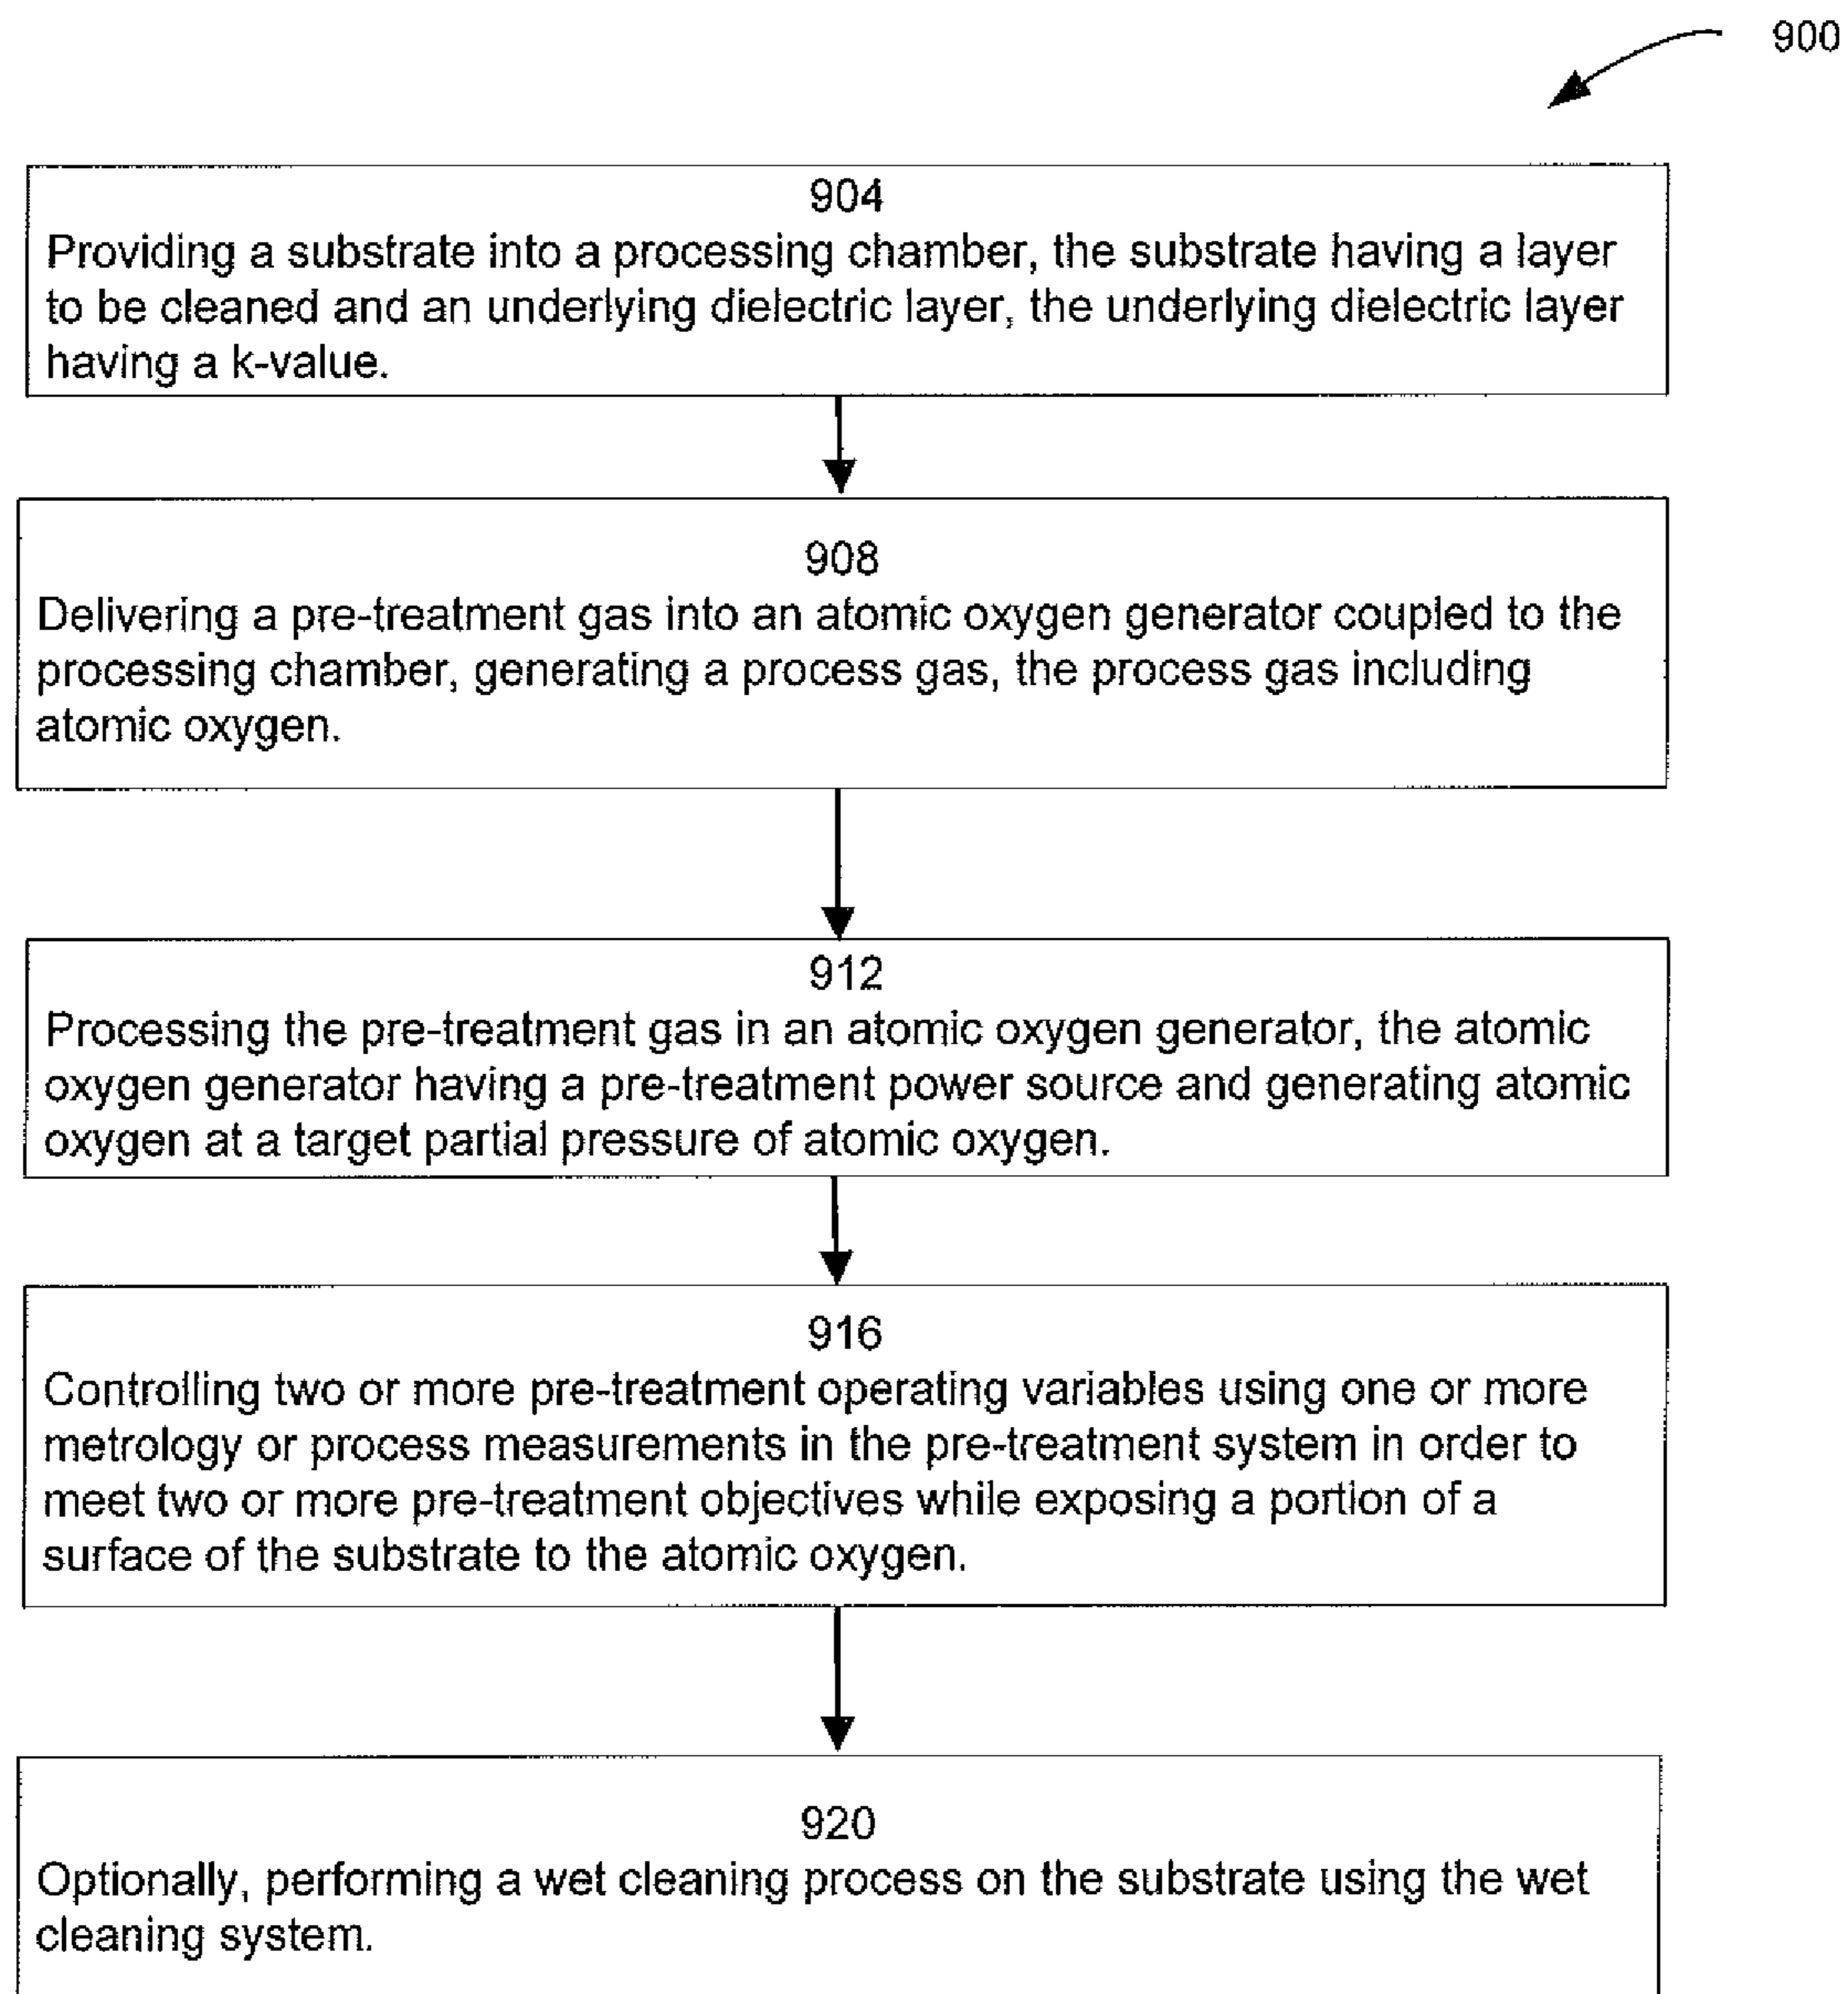 900
904
Providing a substrate into a processing chamber, the substrate having a layer
to be cleaned and an underlying dielectric layer, the underlying dielectric layer
having a k-value.
908
Delivering a pre-treatment gas into an atomic oxygen generator coupled to the
processing chamber, generating a process gas, the process gas including
atomic oxygen.
912
Processing the pre-treatment gas in an atomic oxygen generator, the atomic
oxygen generator having a pre-treatment power source and generating atomic
oxygen at a target partial pressure of atomic oxygen.
916
Controlling two or more pre-treatment operating variables using one or more
metrology or process measurements in the pre-treatment system in order to
meet two or more pre-treatment objectives while exposing a portion of a
surface of the substrate to the atomic oxygen.
920
Optionally, performing a wet cleaning process on the substrate using the wet
cleaning system.